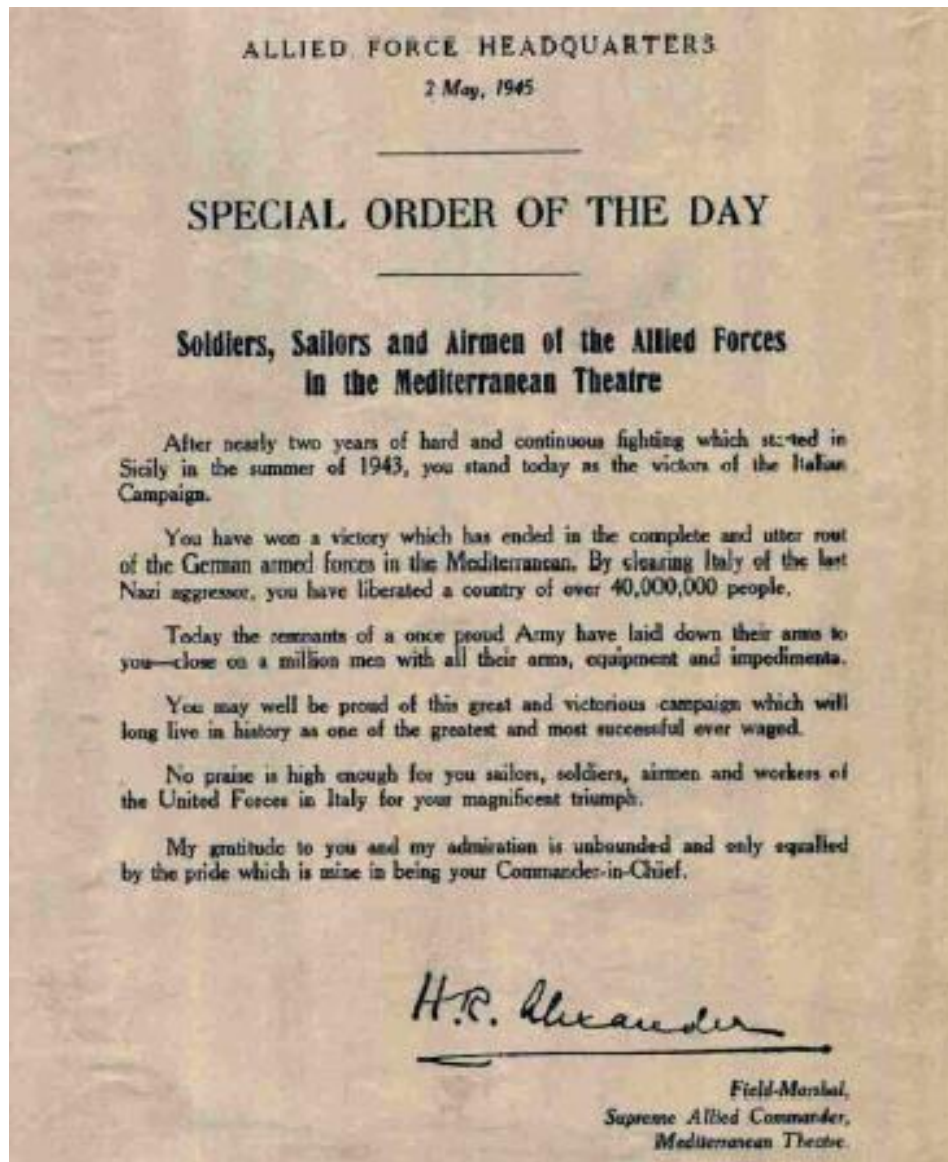 ALLIED FORCE HEADQUARTERS
2 May, 1945
SPECIAL ORDER OF THE DAY
Soldiers, Sailors and Airmen of the Allied Forces
in the Mediterranean Theatre
After nearly two years of hard and continuous fighting which started in
Sicily in the summer of 1943, you stand today as the victors of the Italian
Campaign.
You have won a victory which has ended in the complete and utter rout
of the German armed forces in the Mediterranean. By clearing Italy of the last
Nazi aggressor, you have liberated a country of over 40,000,000 people.
Today the remnants of a once proud Army have laid down their arms to
you—close on a million men with all their arms, equipment and impedimenta.
You may well be proud of this great and victorious campaign which will
long live in history as one of the greatest and most successful ever waged.
No praise is high enough for you sailors, soldiers, airmen and workers of
the United Forces in Italy for your magnificent triumph.
My gratitude to you and my admiration is unbounded and only equalled
by the pride which is mine in being your Commander-in-Chief.
H.R. Alexander
Field-Marshal,
Supreme Allied Commander,
Mediterranean Theatre.